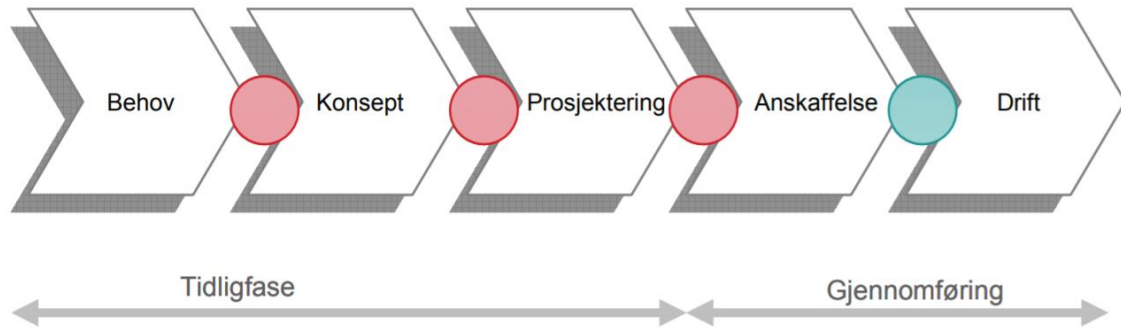 Behov
Konsept
Prosjektering
Anskaffelse
Drift
Tidligfase
Gjennomføring